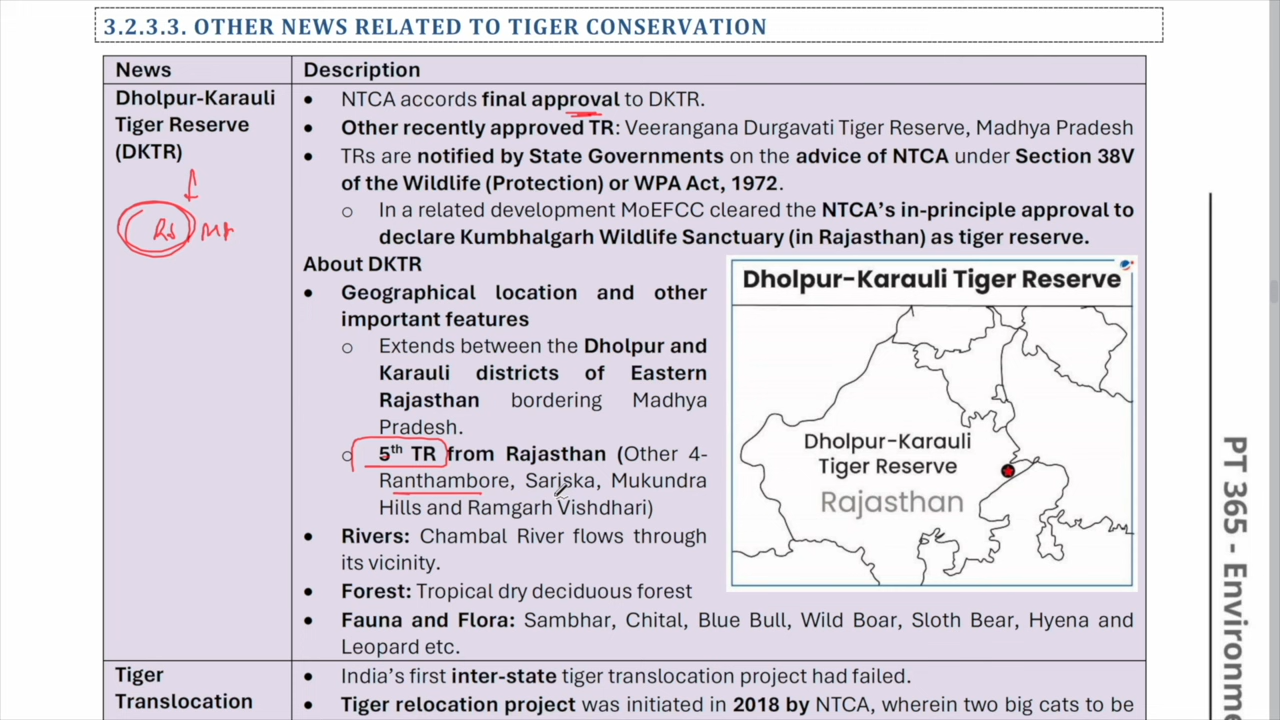 3.2.3.3. OTHER NEWS RELATED TO TIGER CONSERVATION
News
Description
Dholpur-Karauli
Tiger Reserve
(DKTR)
• NTCA accords final approval to DKTR.
• Other recently approved TR: Veerangana Durgavati Tiger Reserve, Madhya Pradesh
• TRs are notified by State Governments on the advice of NTCA under Section 38V
of the Wildlife (Protection) or WPA Act, 1972.
o In a related development MoEFCC cleared the NTCA's in-principle approval to
declare Kumbhalgarh Wildlife Sanctuary (in Rajasthan) as tiger reserve.
About DKTR
• Geographical location and other
important features
o Extends between the Dholpur and
Karauli districts of Eastern
Rajasthan bordering Madhya
Pradesh.
o 5th TR from Rajasthan (Other 4-
Ranthambore, Sariska, Mukundra
Hills and Ramgarh Vishdhari)
• Rivers: Chambal River flows through
its vicinity.
• Forest: Tropical dry deciduous forest
• Fauna and Flora: Sambhar, Chital, Blue Bull, Wild Boar, Sloth Bear, Hyena and
Leopard etc.
Dholpur-Karauli Tiger Reserve
Dholpur-Karauli
Tiger Reserve
Rajasthan
Tiger
Translocation
• India's first inter-state tiger translocation project had failed.
• Tiger relocation project was initiated in 2018 by NTCA, wherein two big cats to be
PT 365 - Environm